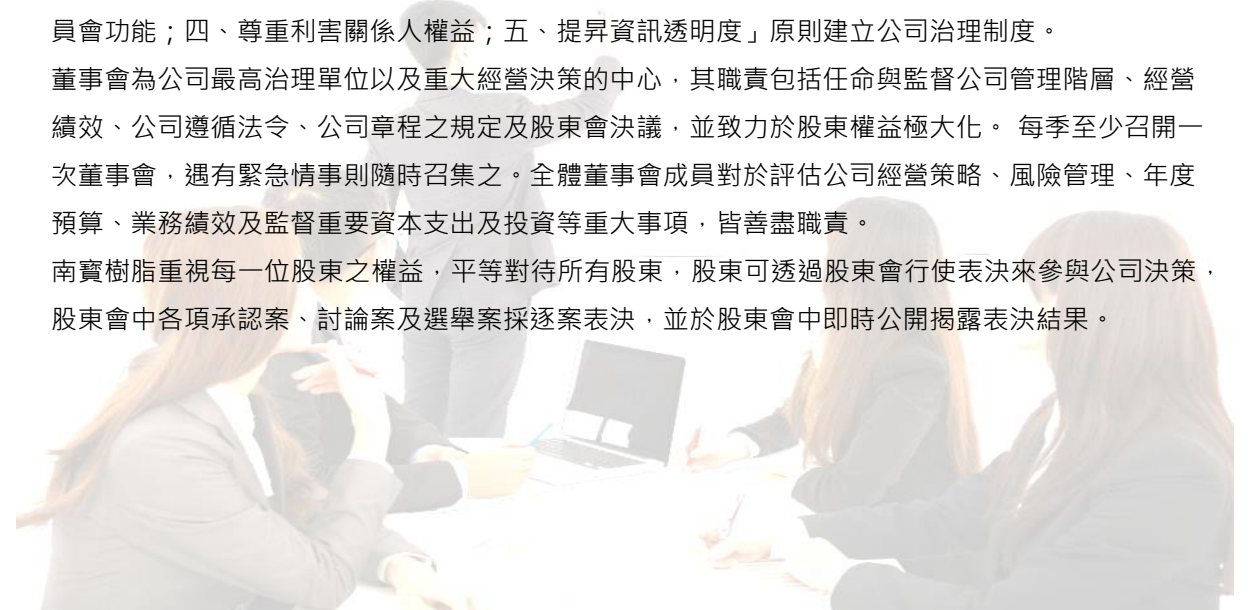 員會功能；四、尊重利害關係人權益；五、提昇資訊透明度」原則建立公司治理制度。
董事會為公司最高治理單位以及重大經營決策的中心，其職責包括任命與監督公司管理階層、經營
績效、公司遵循法令、公司章程之規定及股東會決議，並致力於股東權益極大化。 每季至少召開一
次董事會，遇有緊急情事則隨時召集之。全體董事會成員對於評估公司經營策略、風險管理、年度
預算、業務績效及監督重要資本支出及投資等重大事項，皆善盡職責。
南寶樹脂重視每一位股東之權益，平等對待所有股東，股東可透過股東會行使表決來參與公司決策，
股東會中各項承認案、討論案及選舉案採逐案表決，並於股東會中即時公開揭露表決結果。